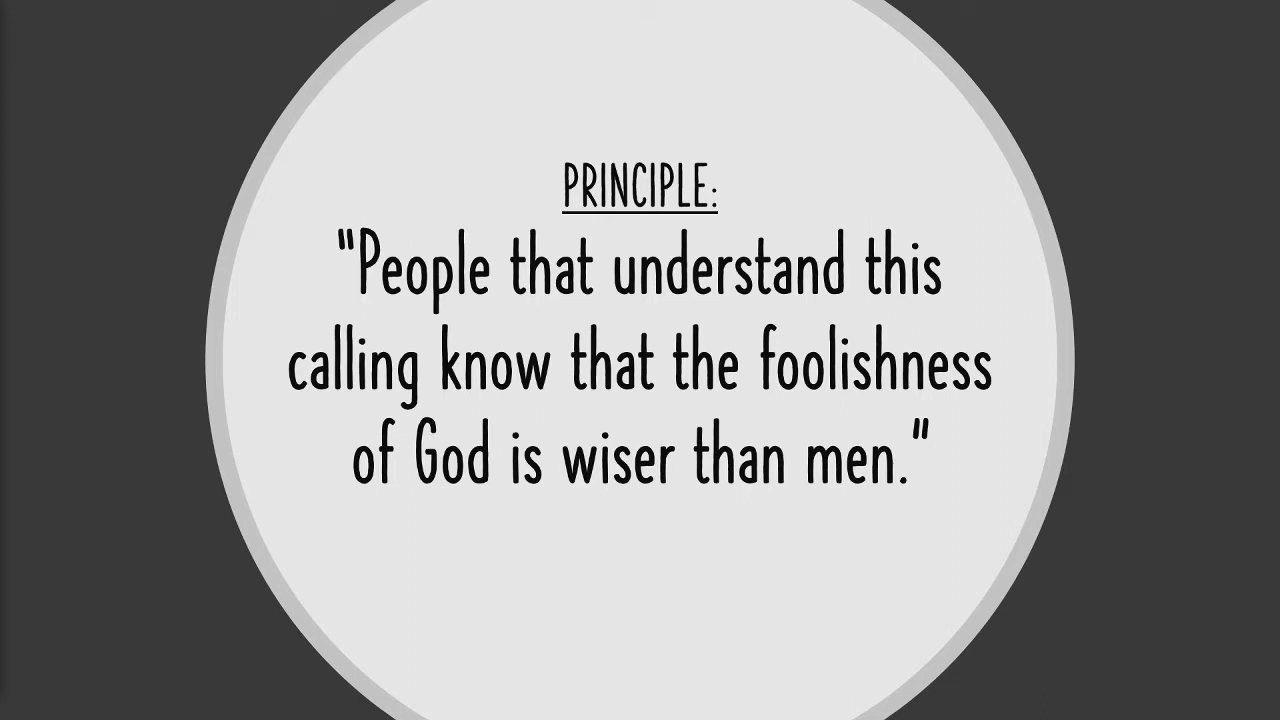 PRINCIPLE:
"People that understand this
calling know that the foolishness
of God is wiser than men."